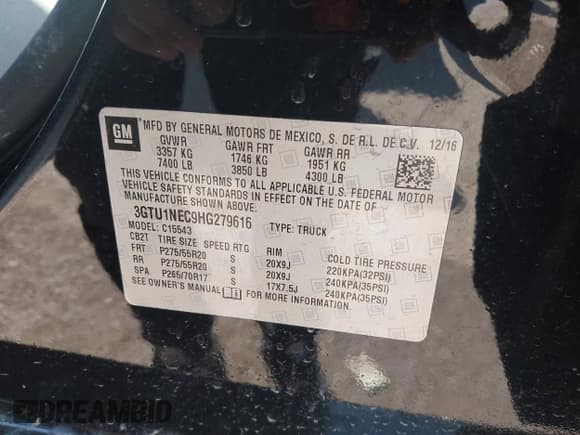 GM
MFD BY GENERAL MOTORS DE MEXICO, S. DE R.L. DE C.V. 12/16
GVWR GAWR FRT GAWR RR
3357 KG 1746 KG 1951 KG
7400 LB 3850 LB 4300 LB
THIS VEHICLE CONFORMS TO ALL APPLICABLE U.S. FEDERAL MOTOR
VEHICLE SAFETY STANDARDS IN EFFECT ON THE DATE OF
MANUFACTURE SHOWN ABOVE.
3GTU1NEC9HG279616 TYPE: TRUCK
MODEL: C15543
CB2T TIRE SIZE SPEED RTG RIM COLD TIRE PRESSURE
FRT P275/55R20 S 20X9J 220KPA(32PSI)
RR P275/55R20 S 20X9J 240KPA(35PSI)
SPA P265/70R17 S 17X7.5J 240KPA(35PSI)
SEE OWNER'S MANUAL FOR MORE INFORMATION.
DREAMBID